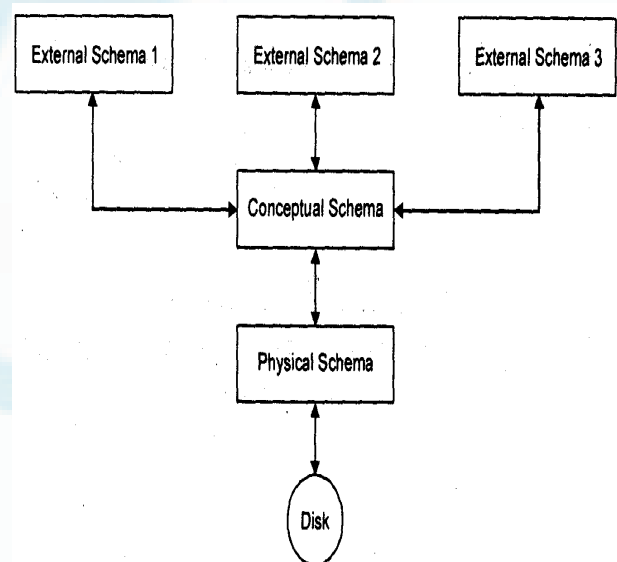 External Schema 1
External Schema 2
External Schema 3
Conceptual Schema
Physical Schema
Disk